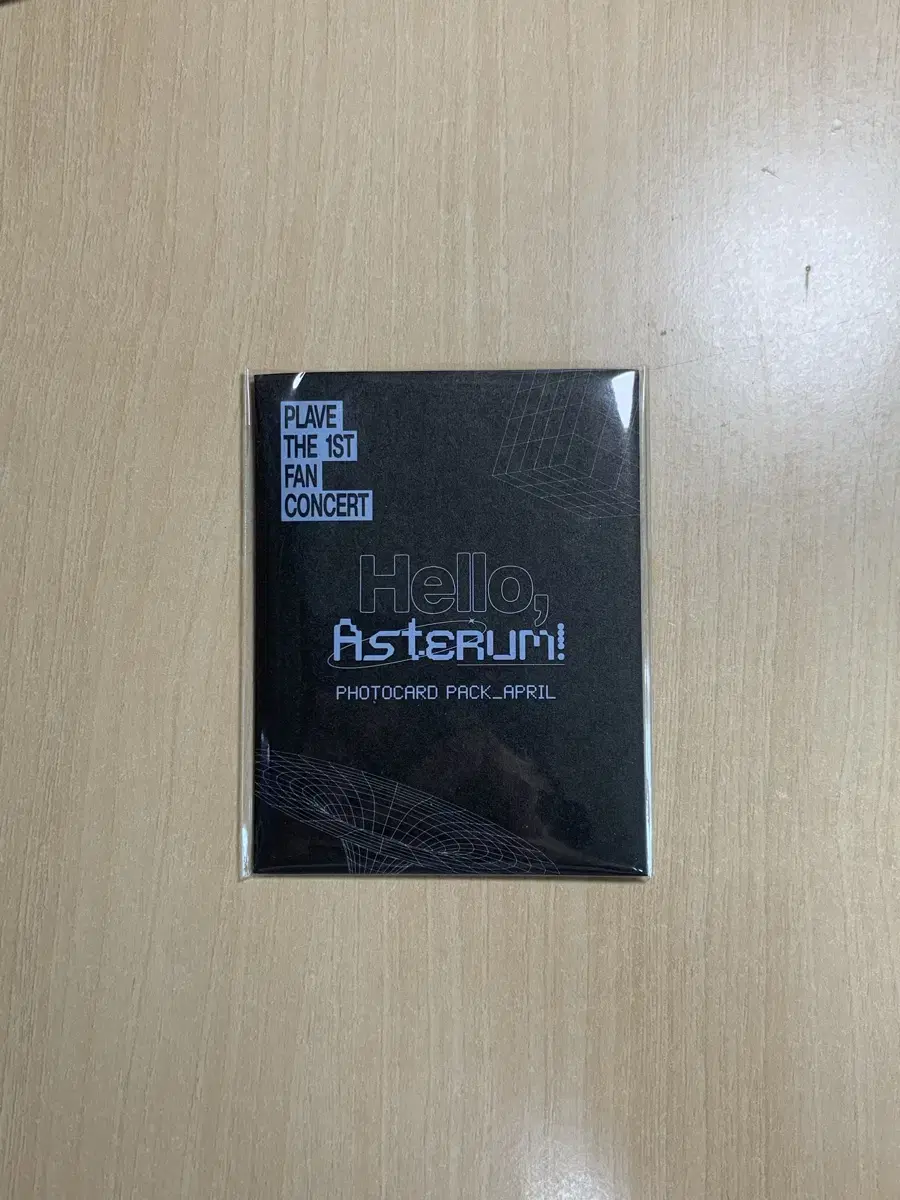 PLAVE
THE 1ST
FAN
CONCERT
Hello,
Asterum!
PHOTOCARD PACK_APRIL